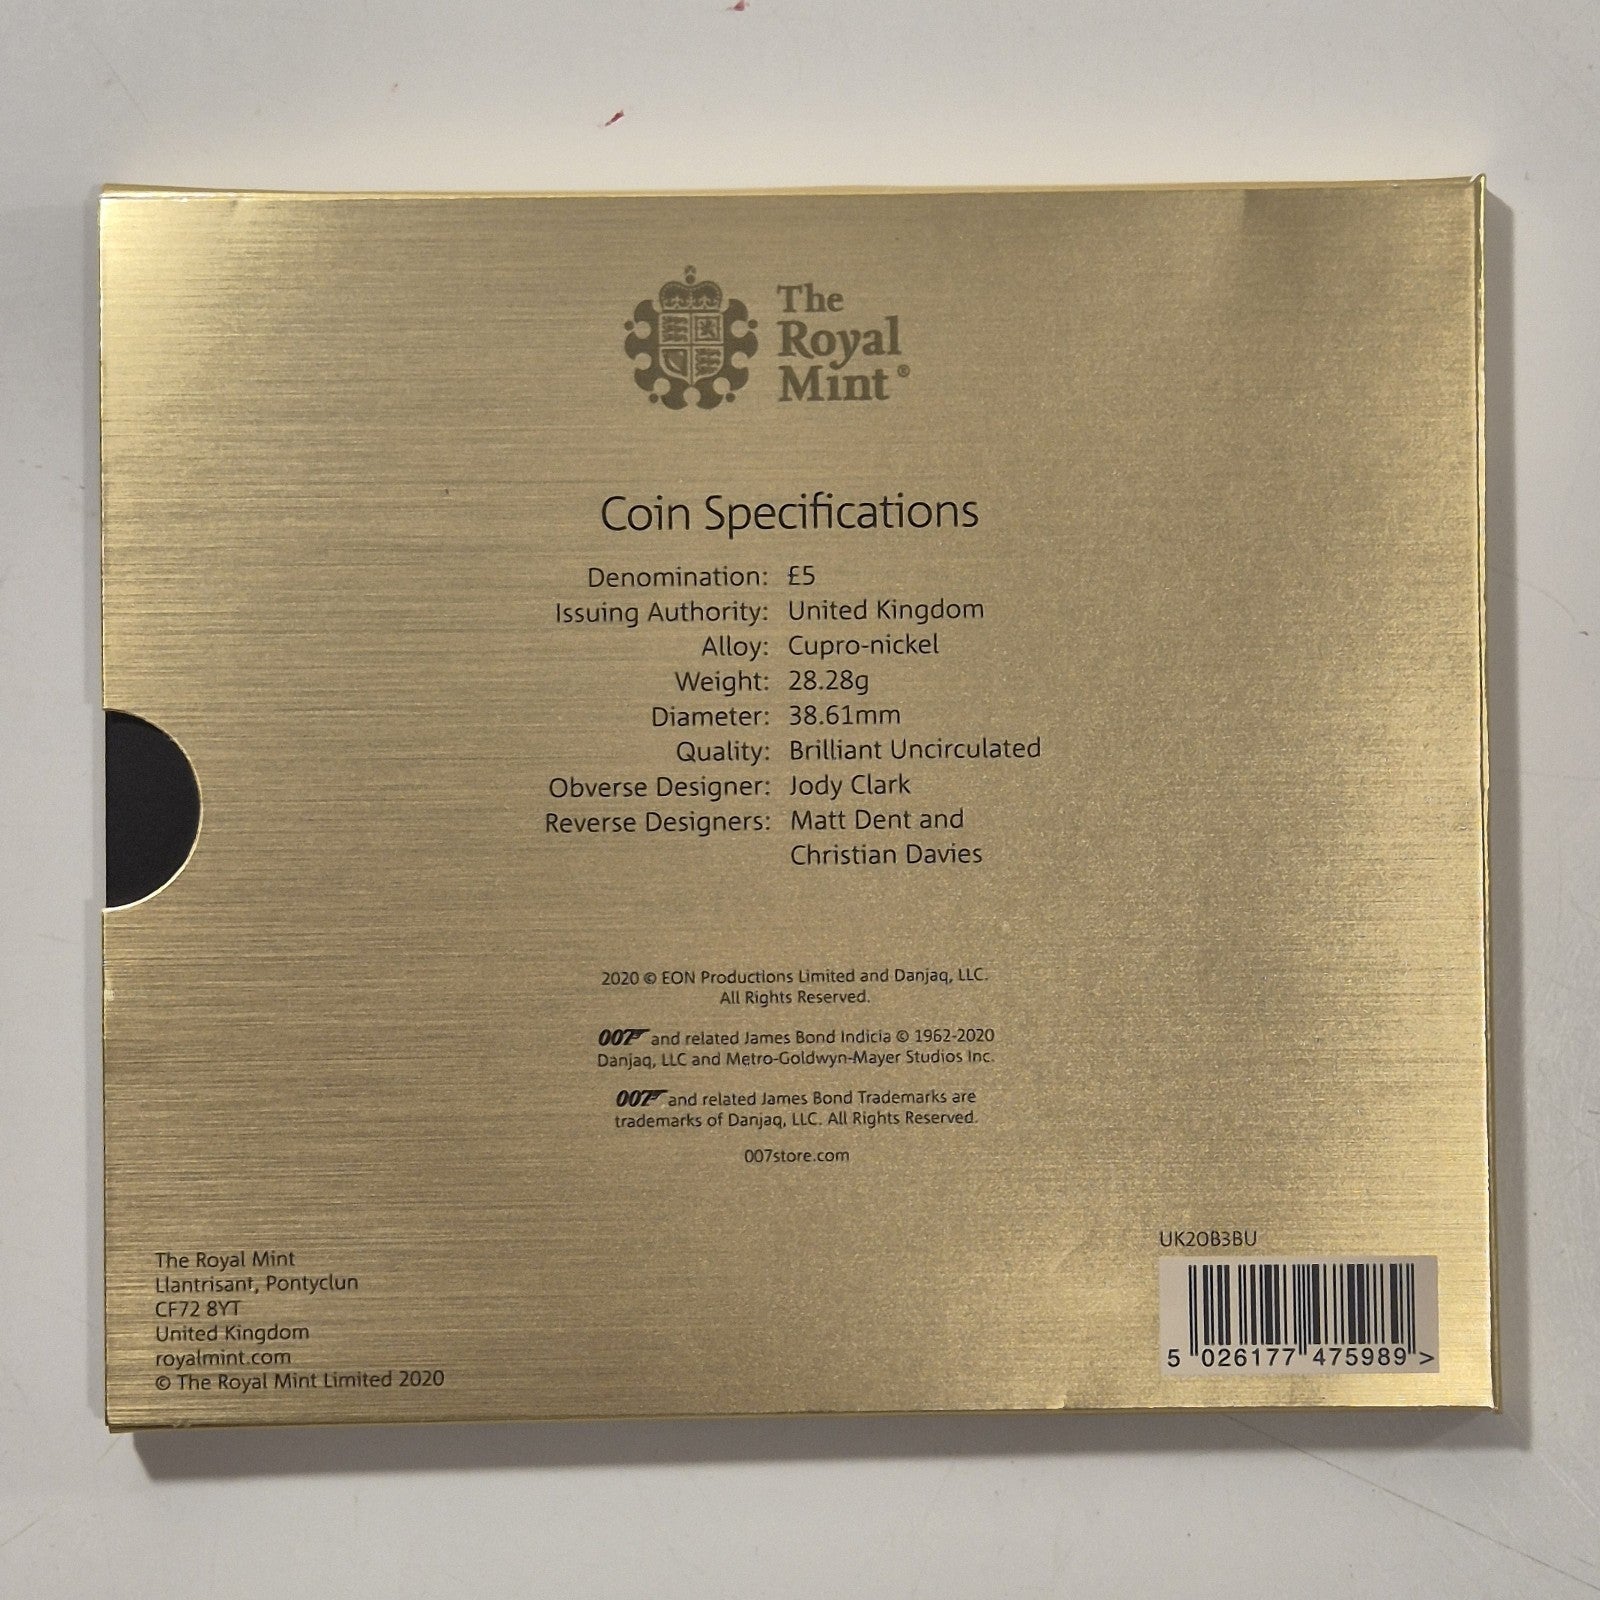 The
Royal
Mint®
Coin Specifications
Denomination: £5
Issuing Authority: United Kingdom
Alloy: Cupro-nickel
Weight: 28.28g
Diameter: 38.61mm
Quality: Brilliant Uncirculated
Obverse Designer: Jody Clark
Reverse Designers: Matt Dent and
Christian Davies
2020 © EON Productions Limited and Danjaq, LLC.
All Rights Reserved.
007 and related James Bond Indicia © 1962-2020
Danjaq, LLC and Metro-Goldwyn-Mayer Studios Inc.
007 and related James Bond Trademarks are
trademarks of Danjaq, LLC. All Rights Reserved.
007store.com
The Royal Mint
Llantrisant, Pontyclun
CF72 8YT
United Kingdom
royalmint.com
© The Royal Mint Limited 2020
UK20B3BU
5 026177 475989 >